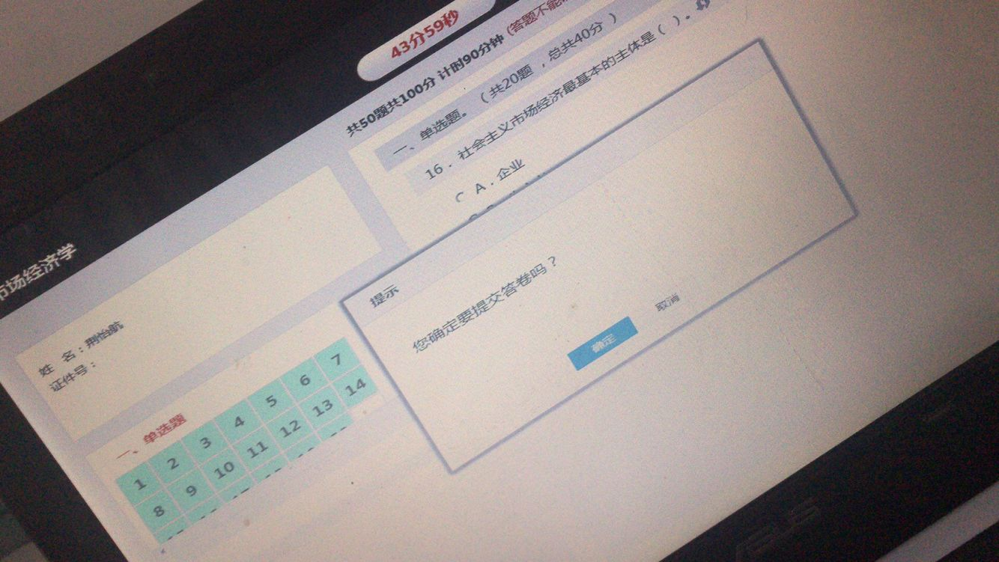 43分59秒
共50题共100分 计时90分钟 (答题不能
一、单选题。 （共20题 ，总共40分 ）
16． 社会主义市场经济最基本的主体是（ ）。
A．企业
市场经济学
姓 名：荆怡航
证件号：
一、单选题
1 2 3 4 5 6 7
8 9 10 11 12 13 14
提示
您确定要提交答卷吗？
确定
取消